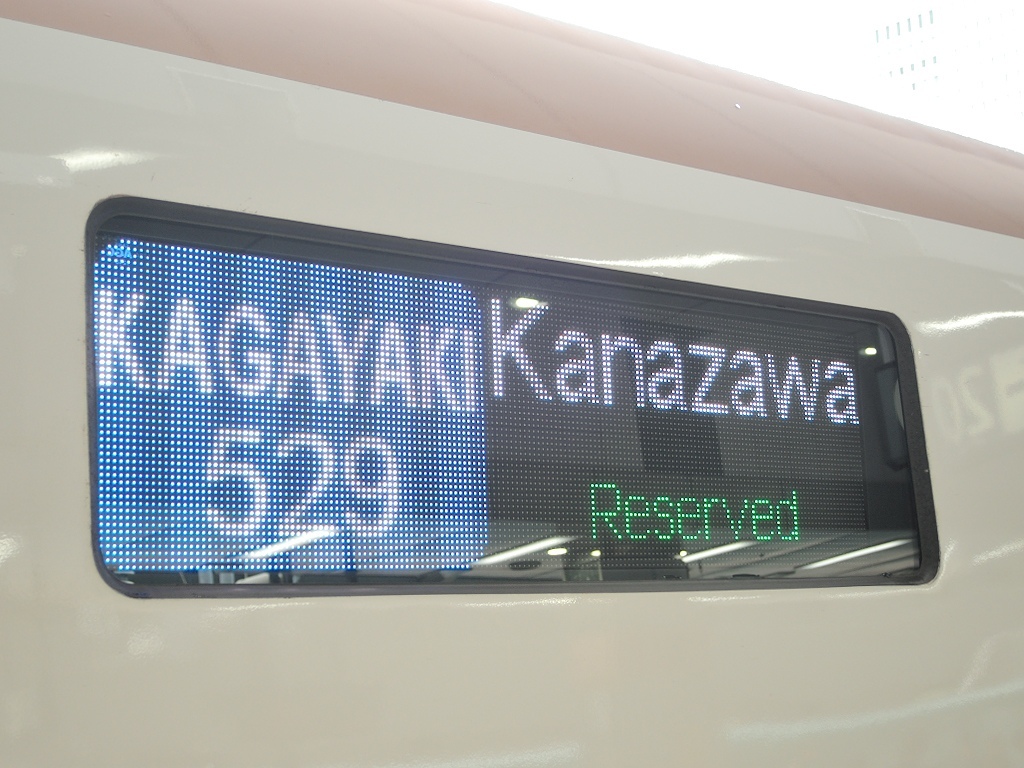 KAGAYAKI
529
Kanazawa
Reserved